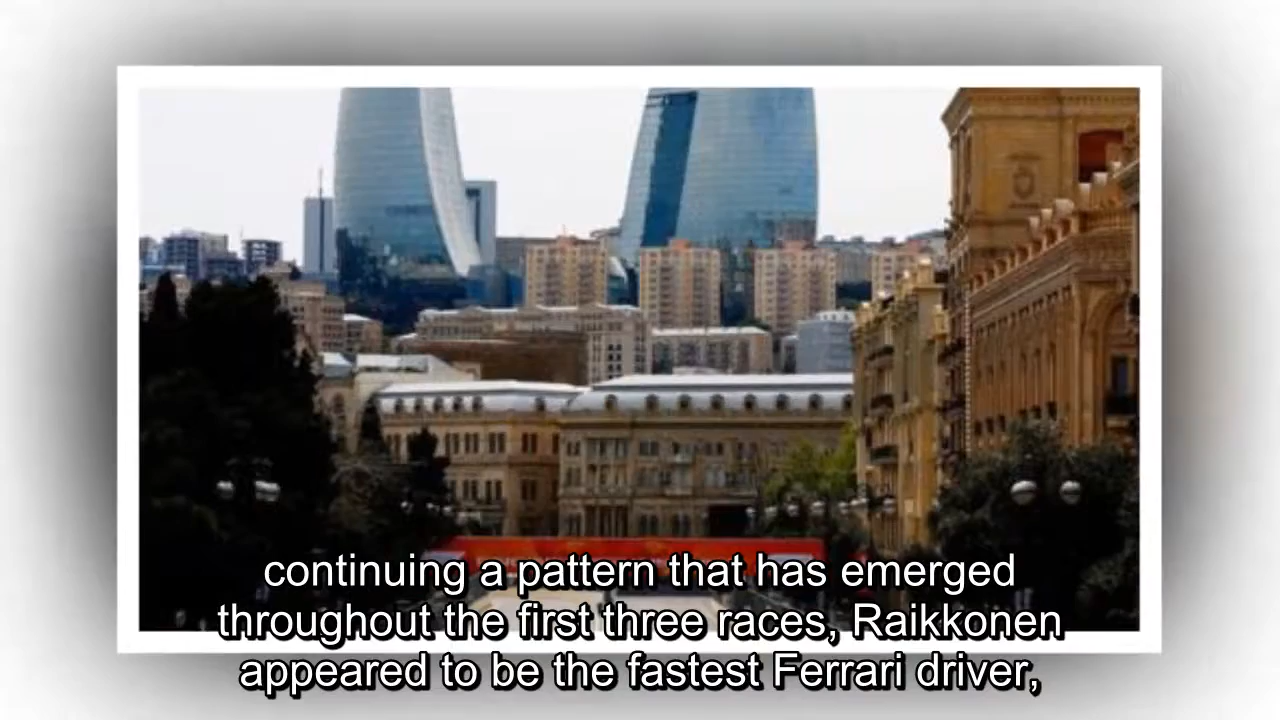 continuing a pattern that has emerged
throughout the first three races, Raikkonen
appeared to be the fastest Ferrari driver,